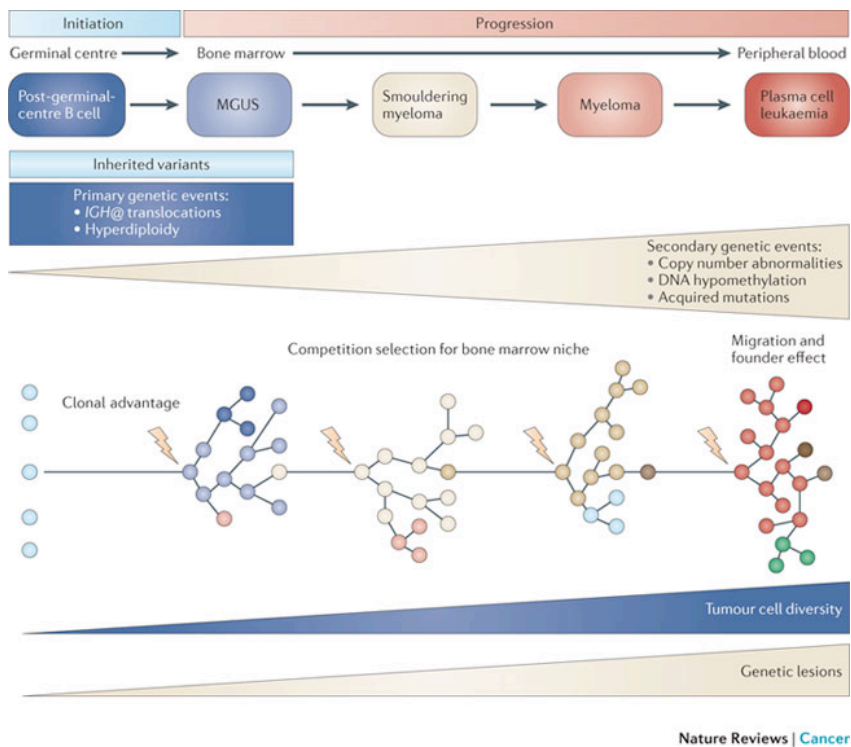 Initiation
Progression
Germinal centre
Bone marrow
Peripheral blood
Post-germinal-
centre B cell
MGUS
Smouldering
myeloma
Myeloma
Plasma cell
leukaemia
Inherited variants
Primary genetic events:
• IGH@ translocations
• Hyperdiploidy
Secondary genetic events:
• Copy number abnormalities
• DNA hypomethylation
• Acquired mutations
Competition selection for bone marrow niche
Migration and
founder effect
Clonal advantage
Tumour cell diversity
Genetic lesions
Nature Reviews | Cancer